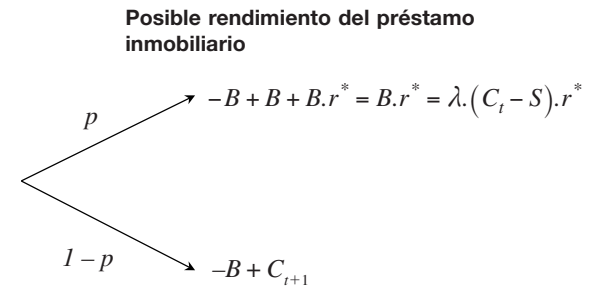 Posible rendimiento del préstamo
inmobiliario
−B + B + B.r* = B.r* = λ.(Cₜ − S).r*
p
1 − p
−B + Cₜ₊₁